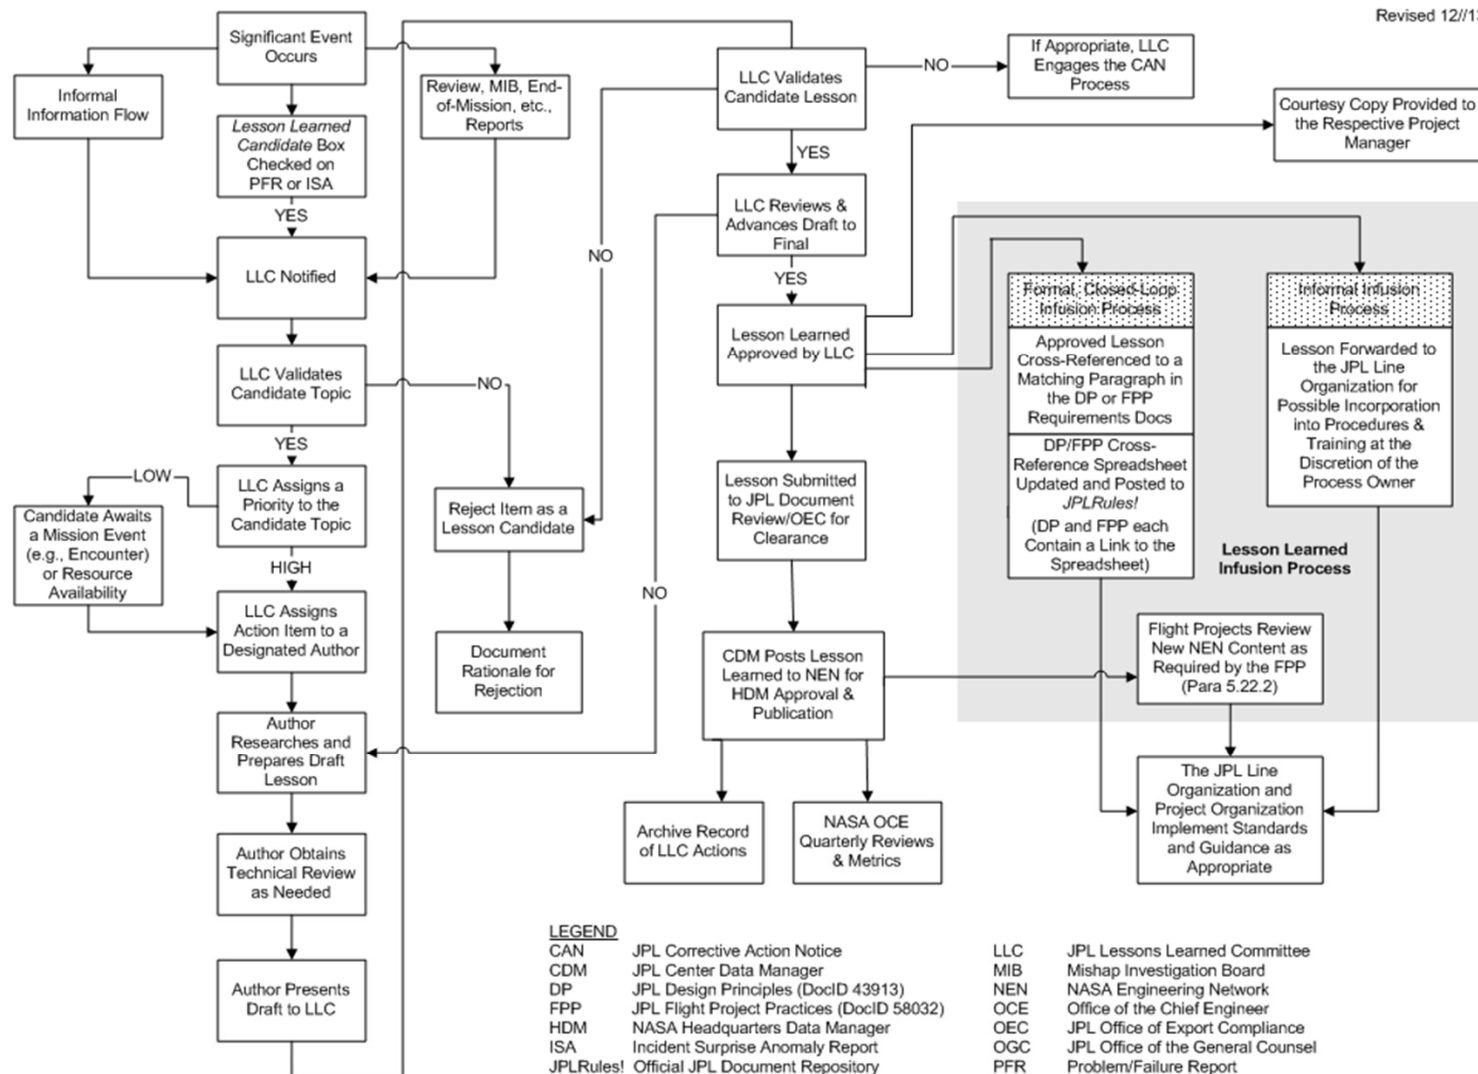 Revised 12//13
Significant Event
Occurs
Informal
Information Flow
Lesson Learned
Candidate Box
Checked on
PFR or ISA
Review, MIB, End-
of-Mission, etc.,
Reports
YES
LLC Notified
LLC Validates
Candidate Topic
NO
YES
LOW
LLC Assigns a
Priority to the
Candidate Topic
Candidate Awaits
a Mission Event
(e.g., Encounter)
or Resource
Availability
HIGH
LLC Assigns
Action Item to a
Designated Author
Author
Researches and
Prepares Draft
Lesson
Author Obtains
Technical Review
as Needed
Author Presents
Draft to LLC
Reject Item as a
Lesson Candidate
Document
Rationale for
Rejection
NO
NO
LLC Validates
Candidate Lesson
NO
If Appropriate, LLC
Engages the CAN
Process
YES
LLC Reviews &
Advances Draft to
Final
YES
Lesson Learned
Approved by LLC
Courtesy Copy Provided to
the Respective Project
Manager
Lesson Submitted
to JPL Document
Review/OEC for
Clearance
CDM Posts Lesson
Learned to NEN for
HDM Approval &
Publication
Archive Record
of LLC Actions
NASA OCE
Quarterly Reviews
& Metrics
Formal, Closed-Loop
Infusion Process
Approved Lesson
Cross-Referenced to a
Matching Paragraph in
the DP or FPP
Requirements Docs
DP/FPP Cross-
Reference Spreadsheet
Updated and Posted to
JPLRules!
(DP and FPP each
Contain a Link to the
Spreadsheet)
Informal Infusion
Process
Lesson Forwarded to
the JPL Line
Organization for
Possible Incorporation
into Procedures &
Training at the
Discretion of the
Process Owner
Lesson Learned
Infusion Process
Flight Projects Review
New NEN Content as
Required by the FPP
(Para 5.22.2)
The JPL Line
Organization and
Project Organization
Implement Standards
and Guidance as
Appropriate
LEGEND
CAN JPL Corrective Action Notice
CDM JPL Center Data Manager
DP JPL Design Principles (DocID 43913)
FPP JPL Flight Project Practices (DocID 58032)
HDM NASA Headquarters Data Manager
ISA Incident Surprise Anomaly Report
JPLRules! Official JPL Document Repository
LLC JPL Lessons Learned Committee
MIB Mishap Investigation Board
NEN NASA Engineering Network
OCE Office of the Chief Engineer
OEC JPL Office of Export Compliance
OGC JPL Office of the General Counsel
PFR Problem/Failure Report